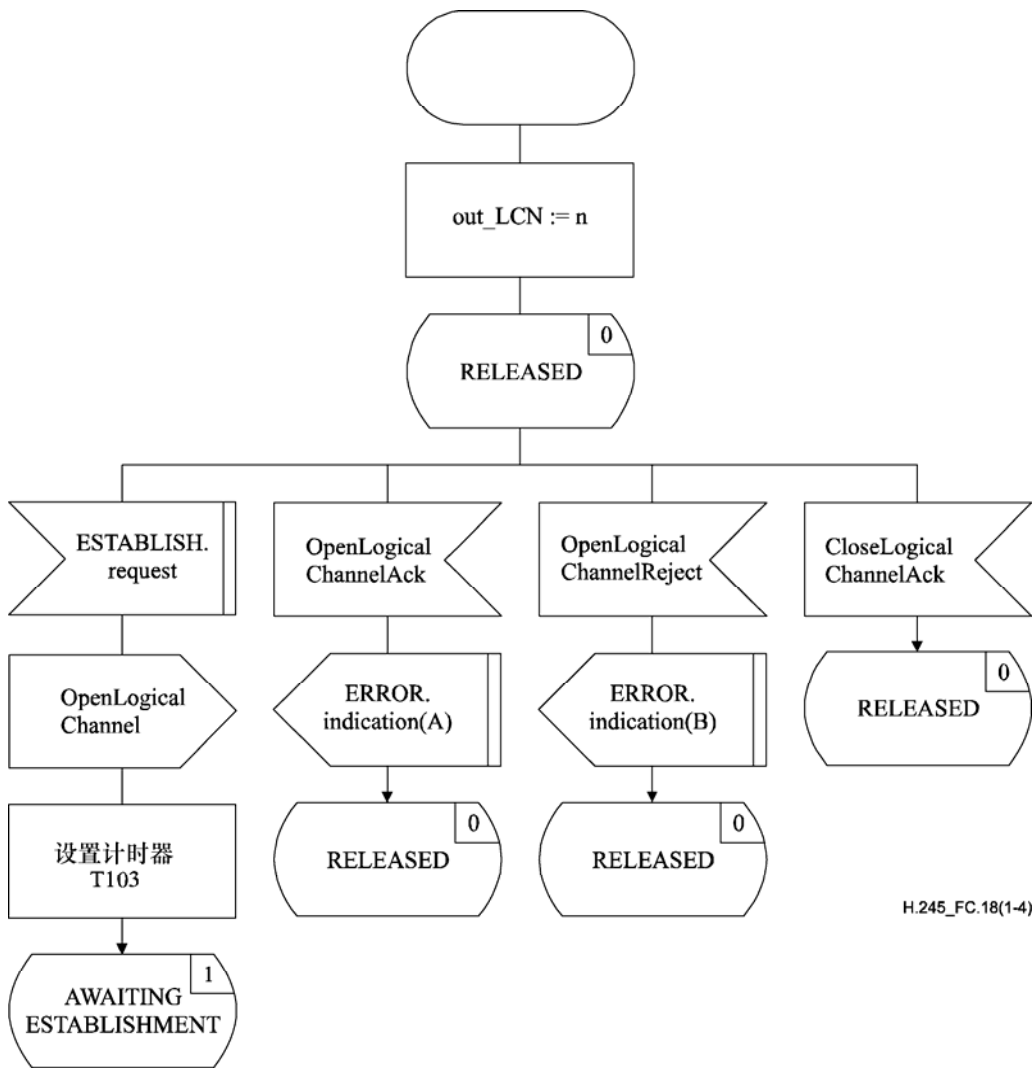 out_LCN := n
0
RELEASED
ESTABLISH.
request
OpenLogical
ChannelAck
OpenLogical
ChannelReject
CloseLogical
ChannelAck
OpenLogical
Channel
ERROR.
indication(A)
ERROR.
indication(B)
0
RELEASED
设置计时器
T103
0
RELEASED
0
RELEASED
H.245_FC.18(1-4)
1
AWAITING
ESTABLISHMENT